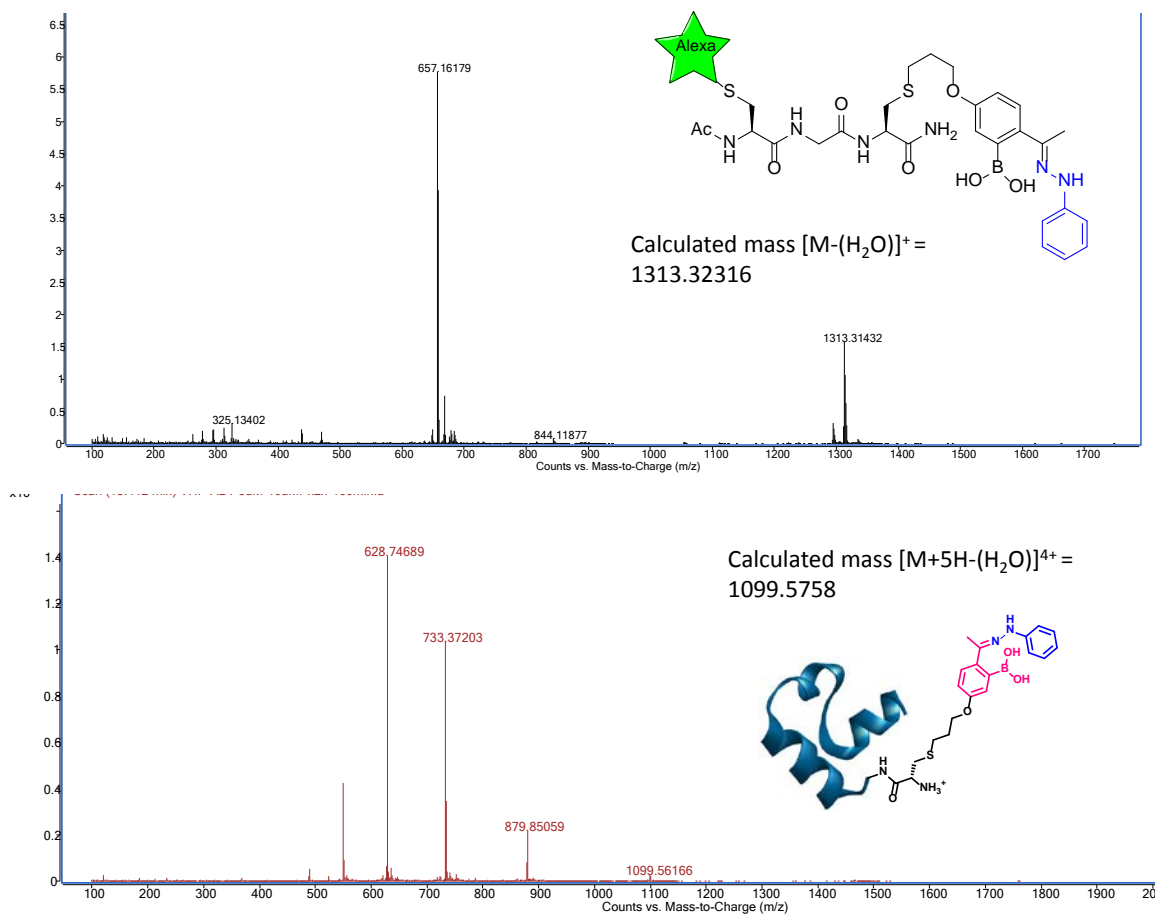 6.5
6
5.5
5
4.5
4
3.5
3
2.5
2
1.5
1
0.5
0
657.16179
1313.31432
325.13402
844.11877
100 200 300 400 500 600 700 800 900 1000 1100 1200 1300 1400 1500 1600 1700
Counts vs. Mass-to-Charge (m/z)
Alexa
S
S
O
Ac
N
H
O
H
N
O
N
H
O
NH2
B
HO
OH
N
N
NH
Calculated mass [M-(H2O)]+ =
1313.32316
1.4
1.2
1
0.8
0.6
0.4
0.2
0
628.74689
733.37203
879.85059
1099.56166
100 200 300 400 500 600 700 800 900 1000 1100 1200 1300 1400 1500 1600 1700 1800 1900
Counts vs. Mass-to-Charge (m/z)
Calculated mass [M+5H-(H2O)]4+ =
1099.5758
H
N
N
OH
B
OH
O
S
H
N
O
NH3+